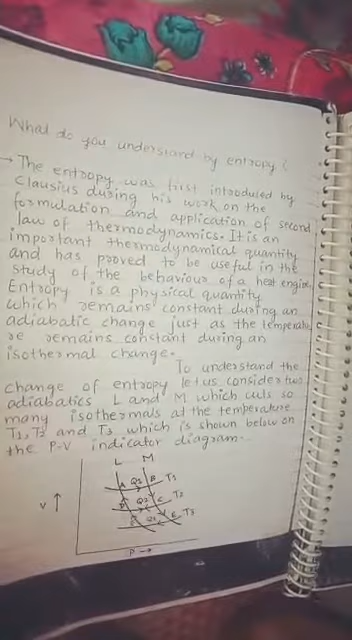 What do you understand by entropy ?
→ The entropy was first introduced by
Clausius during his work on the
formulation and application of second
law of thermodynamics. It is an
important thermodynamical quantity
and has proved to be useful in the
study of the behaviour of a heat engine.
Entropy is a physical quantity
which remains constant during an
adiabatic change just as the temperatu
re remains constant during an
isothermal change.
To understand the
change of entropy let us consider two
adiabatics L and M which cuts so
many isothermals at the temperature
T1, T2 and T3 which is shown below on
the P-V indicator diagram.
L M
A Q1 B T1
D Q2 C T2
Q3 E T3
V ↑
P →